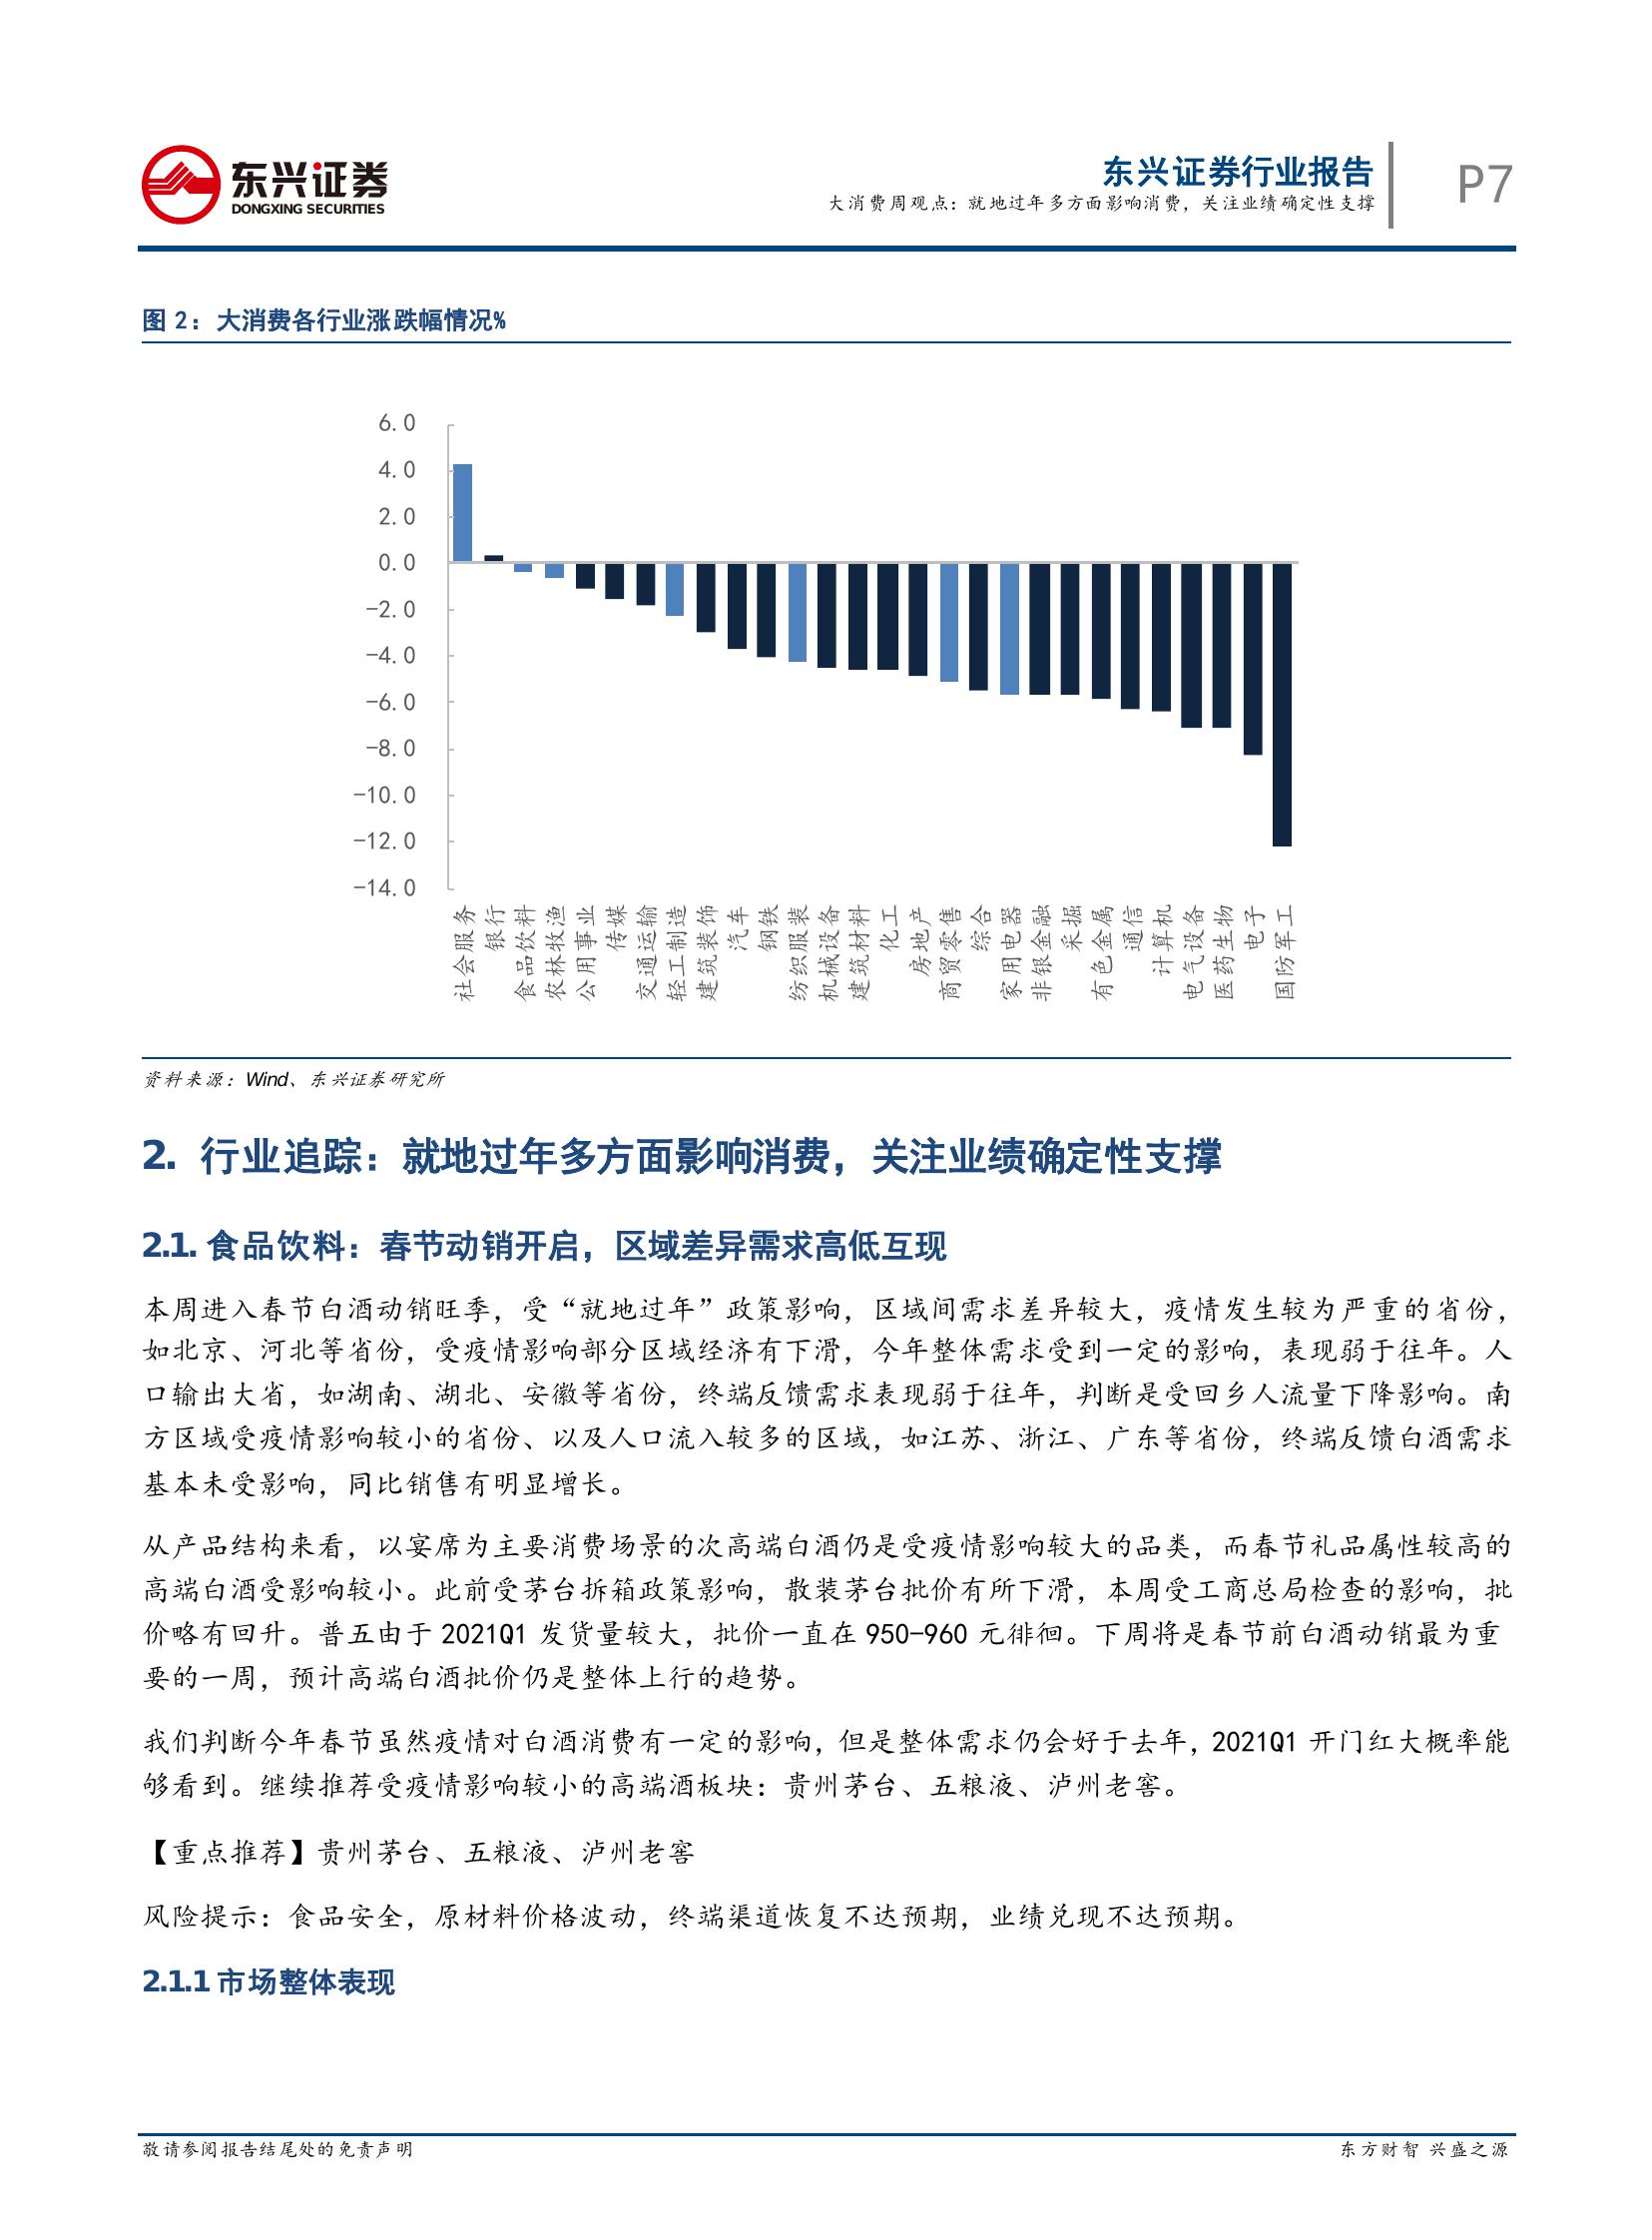 东兴证券
DONGXING SECURITIES
东兴证券行业报告
大消费周观点：就地过年多方面影响消费，关注业绩确定性支撑
P7
图 2：大消费各行业涨跌幅情况%
6.0
4.0
2.0
0.0
-2.0
-4.0
-6.0
-8.0
-10.0
-12.0
-14.0
社会服务
银行
食品饮料
农林牧渔
公用事业
传媒
交通运输
轻工制造
建筑装饰
汽车
钢铁
纺织服装
机械设备
建筑材料
化工
房地产
商贸零售
综合
家用电器
非银金融
采掘
有色金属
通信
计算机
电气设备
医药生物
电子
国防军工
资料来源：Wind、东兴证券研究所
2. 行业追踪：就地过年多方面影响消费，关注业绩确定性支撑
2.1. 食品饮料：春节动销开启，区域差异需求高低互现
本周进入春节白酒动销旺季，受“就地过年”政策影响，区域间需求差异较大，疫情发生较为严重的省份，
如北京、河北等省份，受疫情影响部分区域经济有下滑，今年整体需求受到一定的影响，表现弱于往年。人
口输出大省，如湖南、湖北、安徽等省份，终端反馈需求表现弱于往年，判断是受回乡人流量下降影响。南
方区域受疫情影响较小的省份、以及人口流入较多的区域，如江苏、浙江、广东等省份，终端反馈白酒需求
基本未受影响，同比销售有明显增长。
从产品结构来看，以宴席为主要消费场景的次高端白酒仍是受疫情影响较大的品类，而春节礼品属性较高的
高端白酒受影响较小。此前受茅台拆箱政策影响，散装茅台批价有所下滑，本周受工商总局检查的影响，批
价略有回升。普五由于 2021Q1 发货量较大，批价一直在 950-960 元徘徊。下周将是春节前白酒动销最为重
要的一周，预计高端白酒批价仍是整体上行的趋势。
我们判断今年春节虽然疫情对白酒消费有一定的影响，但是整体需求仍会好于去年，2021Q1 开门红大概率能
够看到。继续推荐受疫情影响较小的高端酒板块：贵州茅台、五粮液、泸州老窖。
【重点推荐】贵州茅台、五粮液、泸州老窖
风险提示：食品安全，原材料价格波动，终端渠道恢复不达预期，业绩兑现不达预期。
2.1.1 市场整体表现
敬请参阅报告结尾处的免责声明
东方财智 兴盛之源